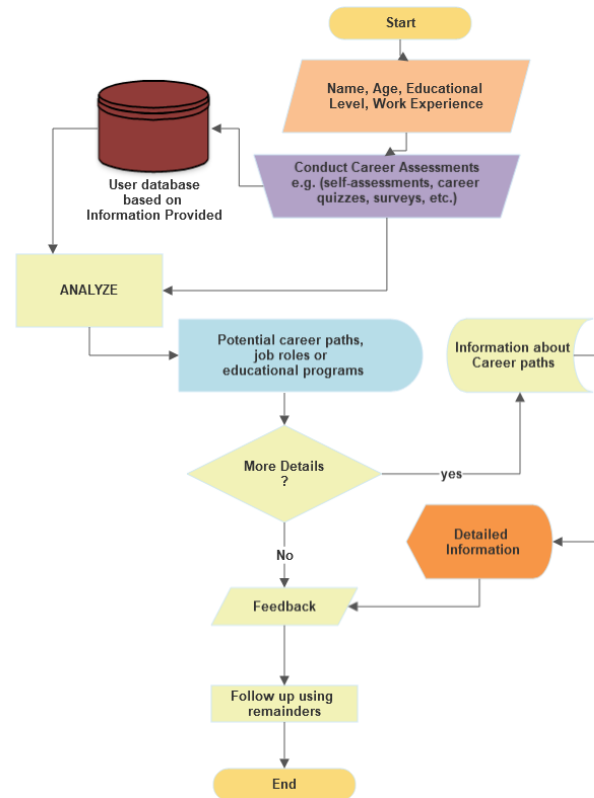 Start
Name, Age, Educational
Level, Work Experience
Conduct Career Assessments
e.g. (self-assessments, career
quizzes, surveys, etc.)
User database
based on
Information Provided
ANALYZE
Potential career paths,
job roles or
educational programs
Information about
Career paths
More Details
?
yes
No
Detailed
Information
Feedback
Follow up using
remainders
End